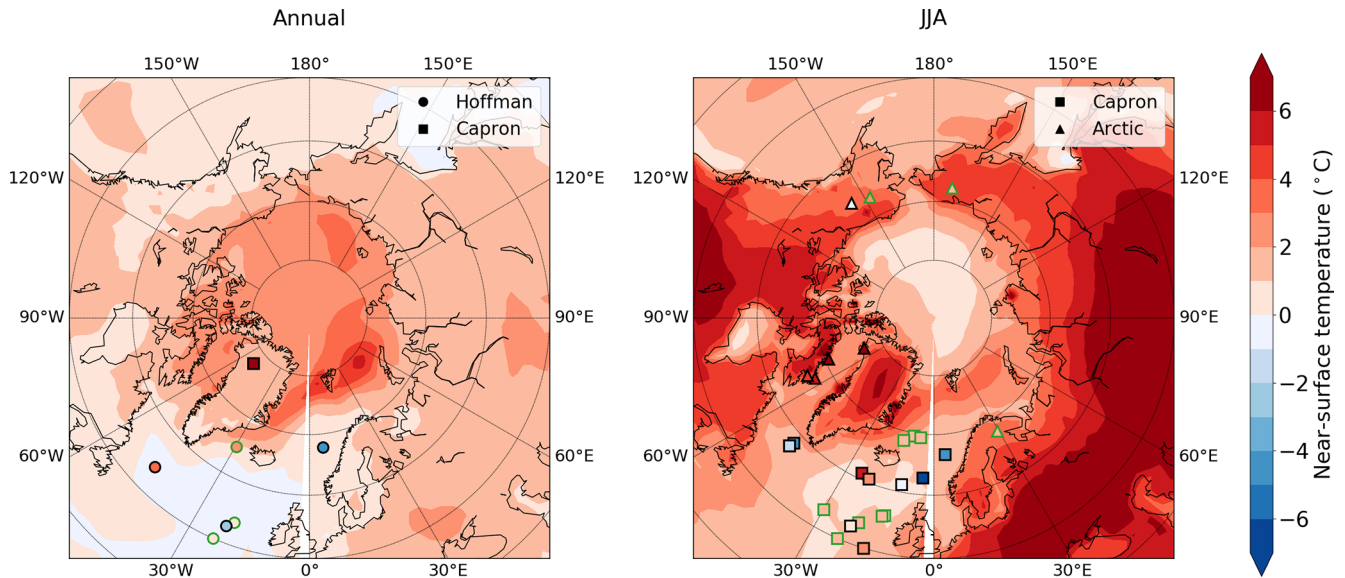 Annual
JJA
150°W 180° 150°E
150°W 180° 150°E
Hoffman
Capron
Capron
Arctic
120°W
120°E
120°W
120°E
90°W
90°E
90°W
90°E
60°W
60°E
60°W
60°E
30°W 0° 30°E
30°W 0° 30°E
6
4
2
0
−2
−4
−6
Near-surface temperature (°C)